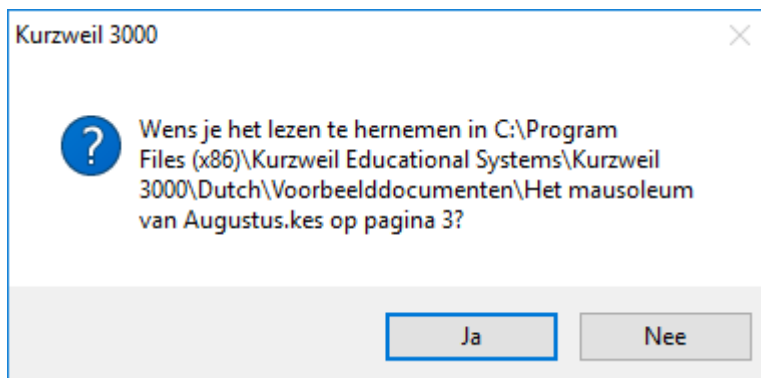 Kurzweil 3000
Wens je het lezen te hernemen in C:\Program
Files (x86)\Kurzweil Educational Systems\Kurzweil
3000\Dutch\Voorbeelddocumenten\Het mausoleum
van Augustus.kes op pagina 3?
Ja
Nee